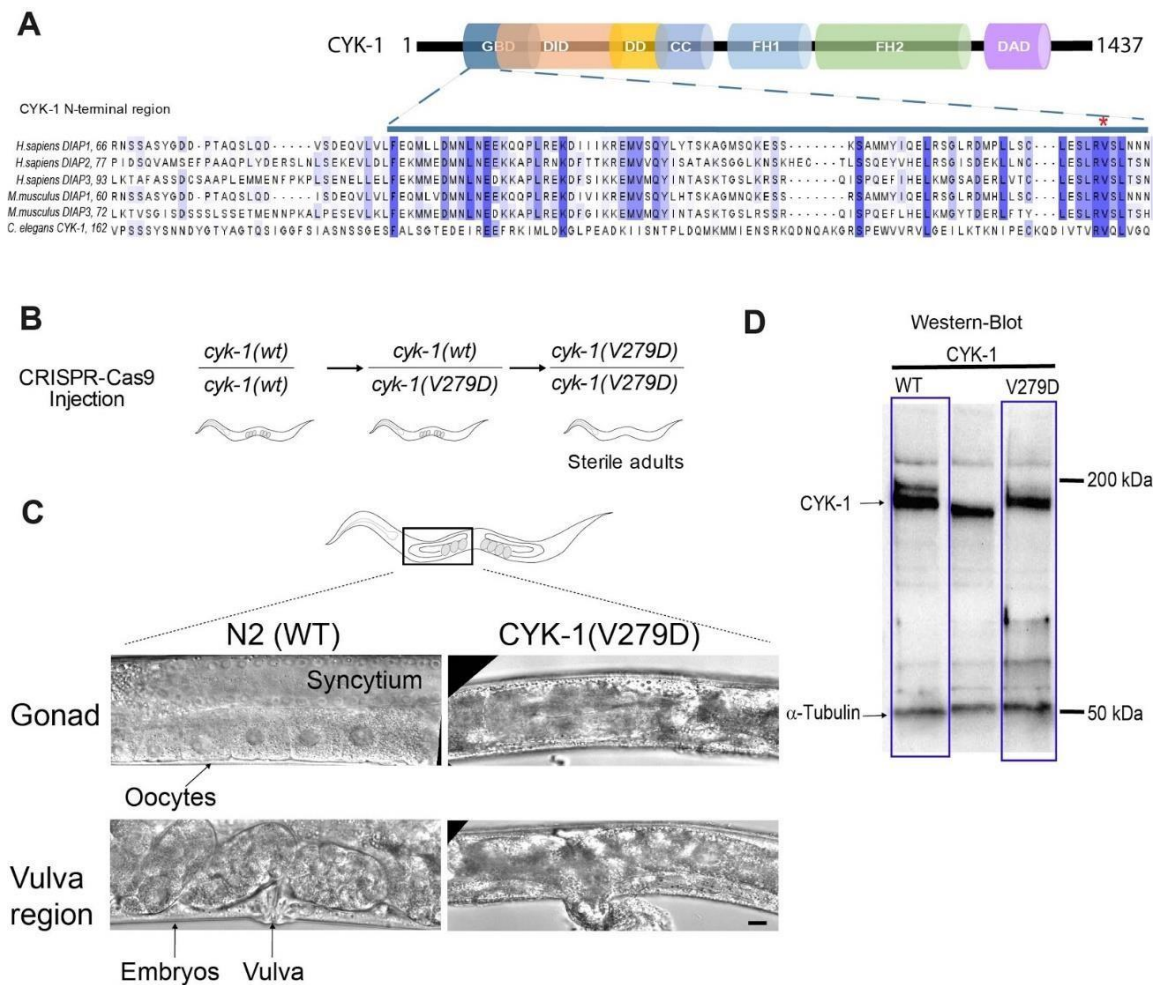 A
CYK-1 1 GBD DID DD CC FH1 FH2 DAD 1437
CYK-1 N-terminal region
*
H.sapiens DIAP1, 66 RNSSASYGDD-PTAQSLQD----VSDEQVLVLFEQMLLDMNLNEEKQQPLREKDIIIKREMVSQYLYTSKAGMSQKESS------KSAMMYIQELRSGLRDMPLLSC---LESLRVSLNNN
H.sapiens DIAP2, 77 PIDSQVAMSEFPAAQPLYDERSLNLSEKEVLDLFEKMMEDMNLNEEKKAPLRNKDFTTKREMVVQYISATAKSGGLKNSKHEC--TLSSQEYVHELRSGISDEKLLNC---LESLRVSLTSN
H.sapiens DIAP3, 93 LKTAFASSDCSAAPLEMMENFPKPLSENELLELFEKMMEDMNLNEDKKAPLREKDFSIKKEMVMQYINTASKTGSLKRSR-----QISPQEFIHELKMGSADERLVTC---LESLRVSLTSN
M.musculus DIAP1, 60 RNSSASYGDD-PTAQSLQD----ISDEQVLVLFEQMLVDMNLNEEKQQPLREKDIVIKREMVSQYLHTSKAGMNQKESS------RSAMMYIQELRSGLRDMHLLSC---LESLRVSLNNN
M.musculus DIAP3, 72 LKTVSGISDSSSLSSETMENNPKALPESEVLKLFEKMMEDMNLNEDKKAPLREKDFGIKKEMVMQYINTASKTGSLRSSR-----QISPQEFLHELKMGYTDERLFTY---LESLRVSLTSH
C. elegans CYK-1, 162 VPSSSYSNNDYGTYAGTQSIGGFSIASNSSGESFALSGTEDEIREEFRKIMLDKGLPEADKIISNTPLDQMKMMIENSRKQDNQAKGRSPEWVVRVLGEILKTKNIPECKQDIVTVRVQLVGQ
B
CRISPR-Cas9
Injection
cyk-1(wt)
cyk-1(wt)
cyk-1(wt)
cyk-1(V279D)
cyk-1(V279D)
cyk-1(V279D)
Sterile adults
C
N2 (WT) CYK-1(V279D)
Gonad
Syncytium
Oocytes
Vulva
region
Embryos Vulva
D
Western-Blot
CYK-1
WT V279D
200 kDa
CYK-1
α-Tulin
50 kDa